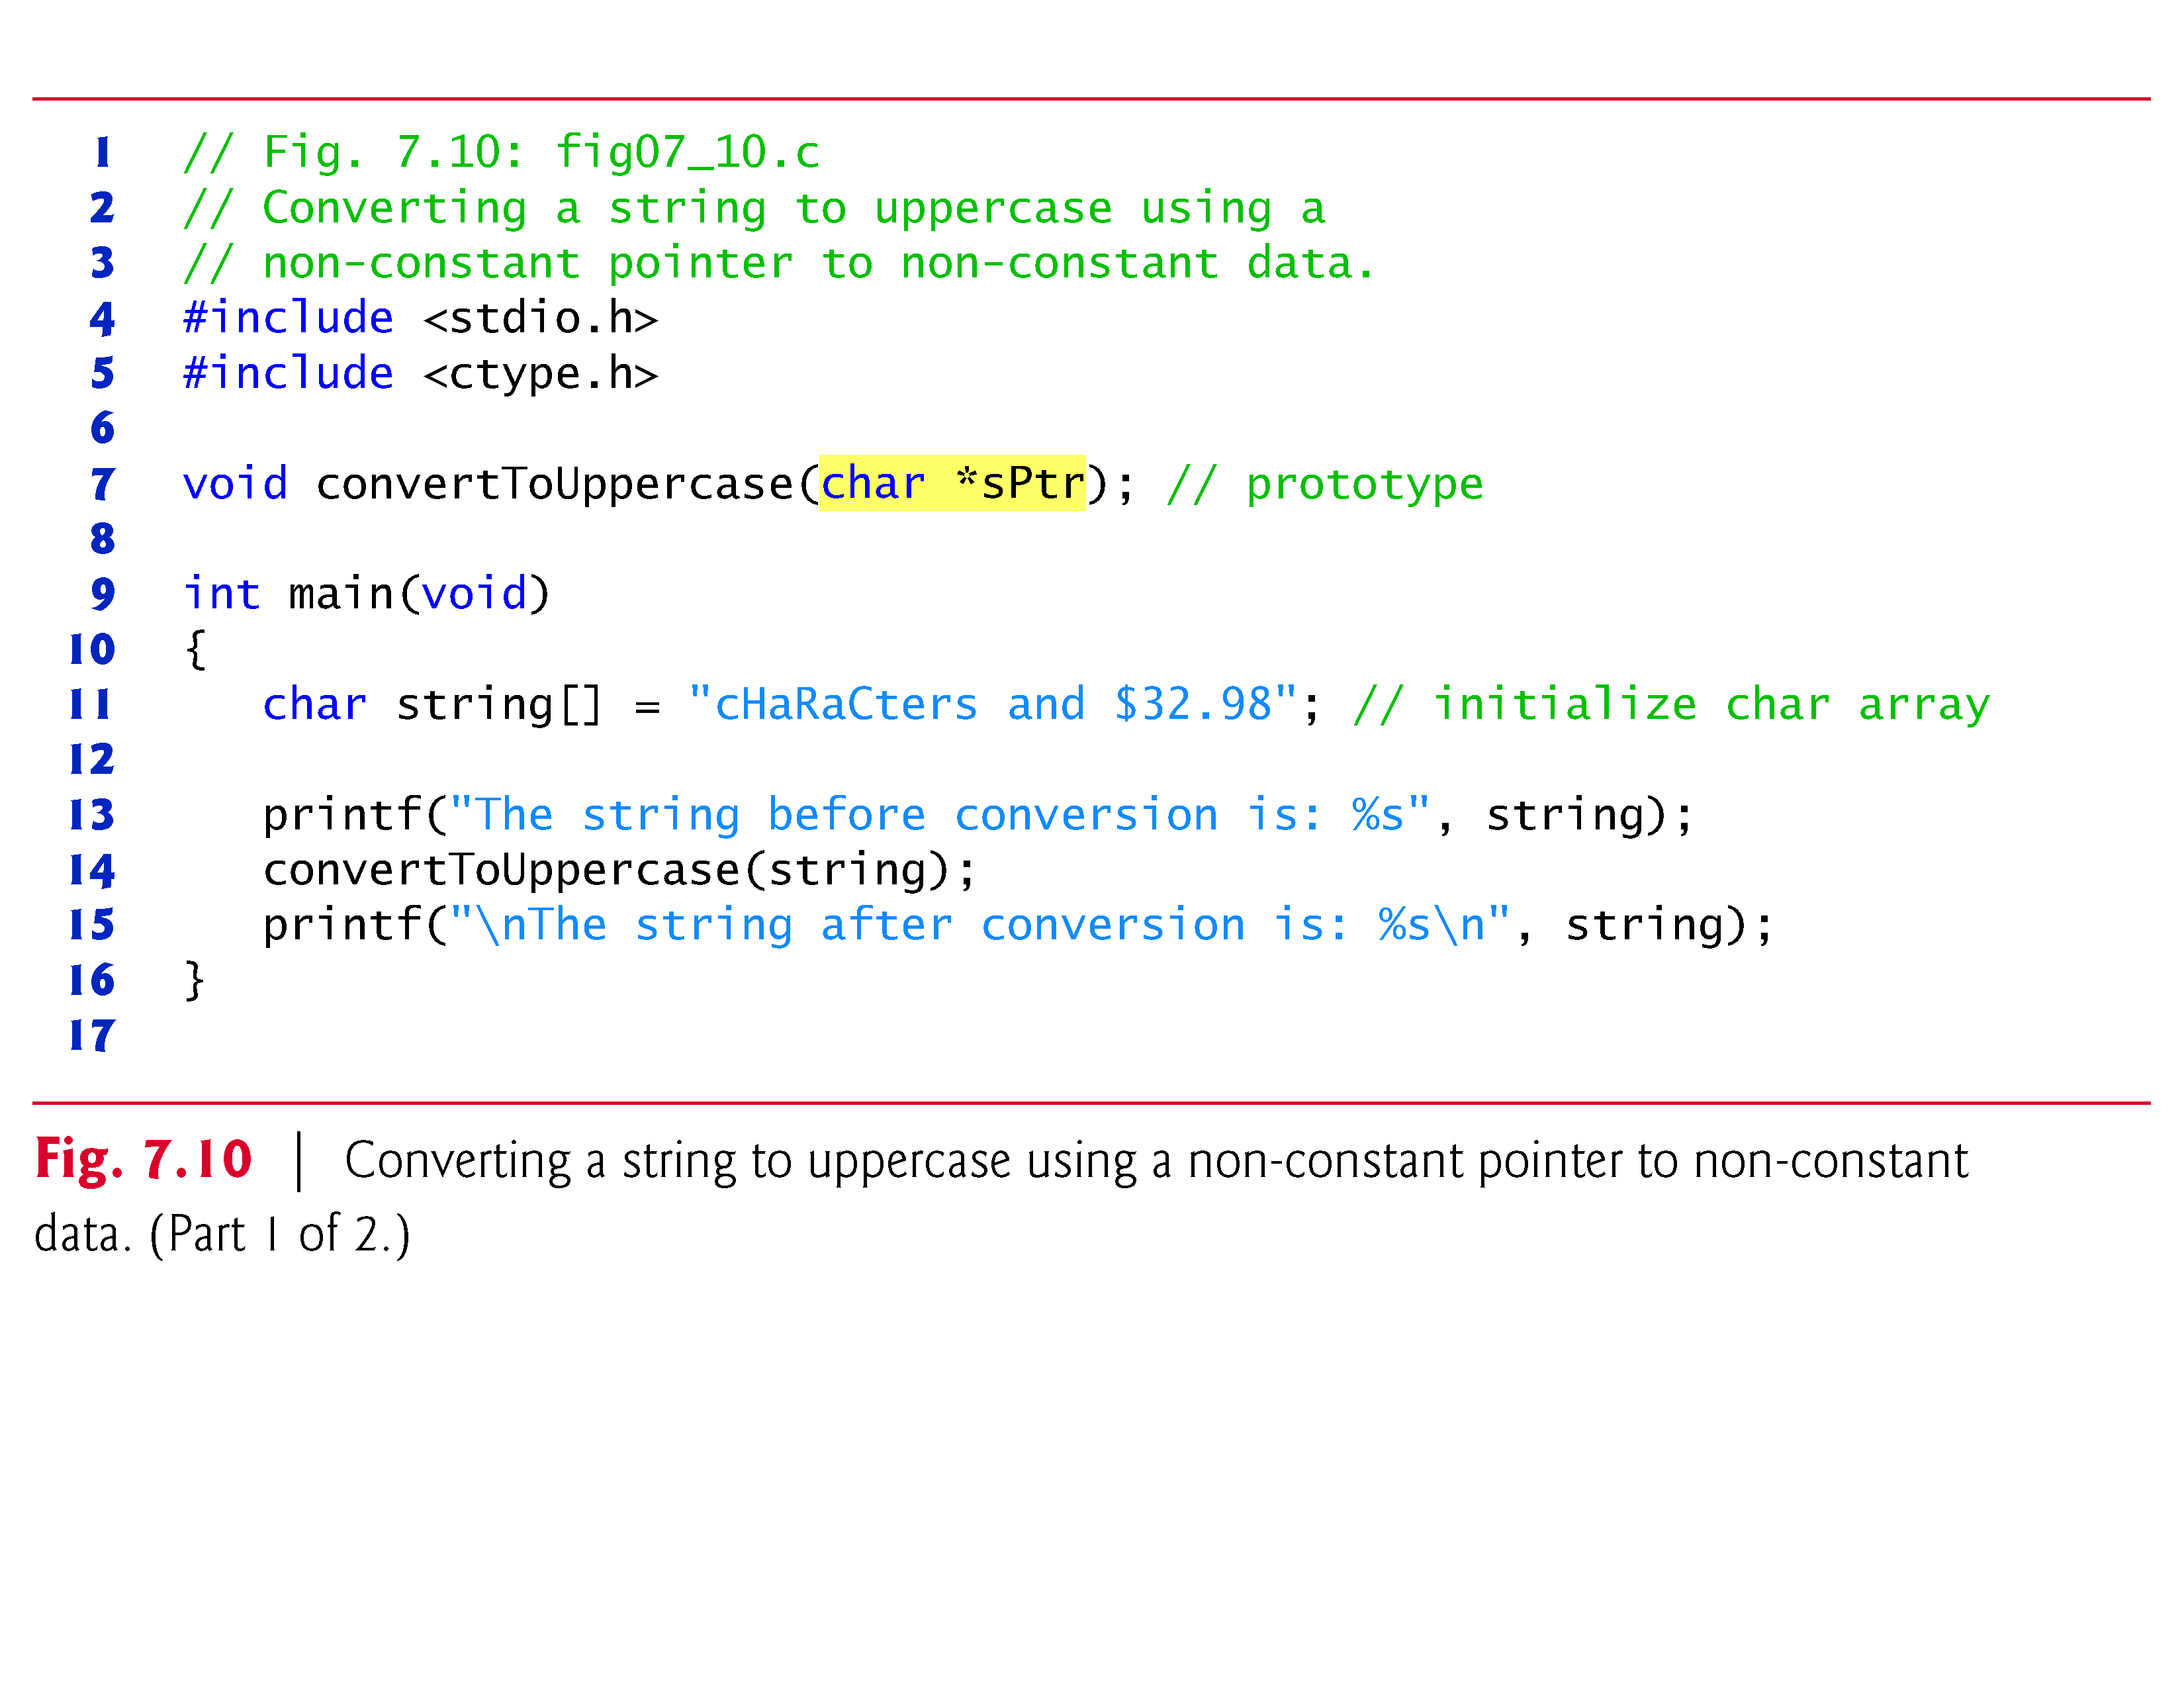 1 // Fig. 7.10: fig07_10.c
2 // Converting a string to uppercase using a
3 // non-constant pointer to non-constant data.
4 #include <stdio.h>
5 #include <ctype.h>
6
7 void convertToUppercase(char *sPtr); // prototype
8
9 int main(void)
10 {
11    char string[] = "cHaRaCters and $32.98"; // initialize char array
12
13    printf("The string before conversion is: %s", string);
14    convertToUppercase(string);
15    printf("\nThe string after conversion is: %s\n", string);
16 }
17
Fig. 7.10 | Converting a string to uppercase using a non-constant pointer to non-constant
data. (Part 1 of 2.)